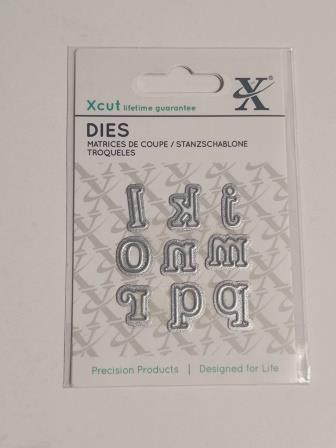 X®
Xcut lifetime guarantee
DIES
MATRICES DE COUPE / STANZSCHABLONE
TROQUELES
l k j
o n m
r q p
Precision Products | Designed for Life